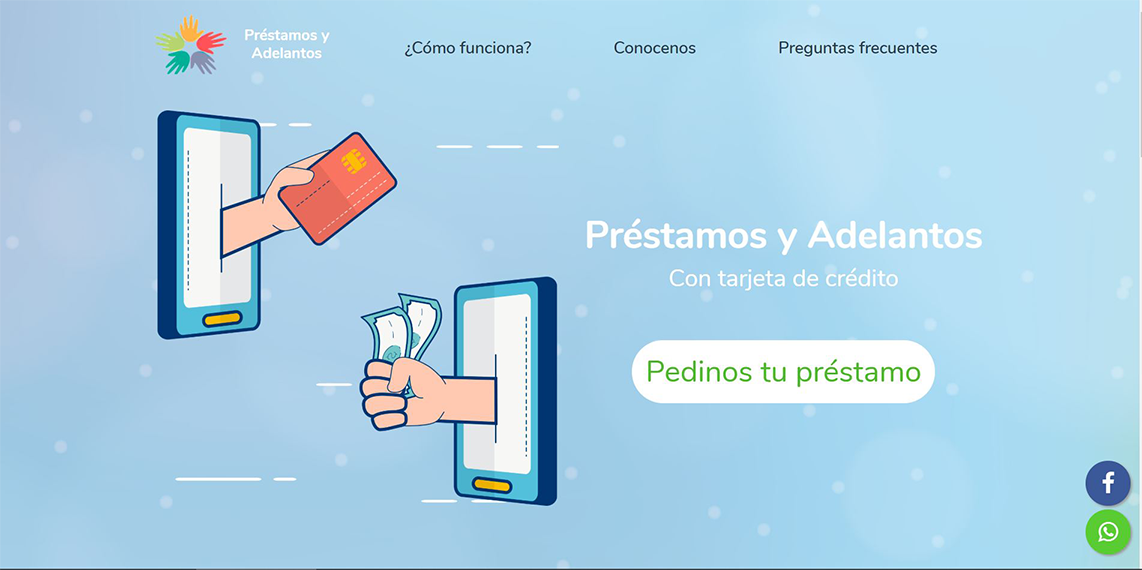 Préstamos y
Adelantos
¿Cómo funciona?
Conocenos
Preguntas frecuentes
Préstamos y Adelantos
Con tarjeta de crédito
Pedinos tu préstamo